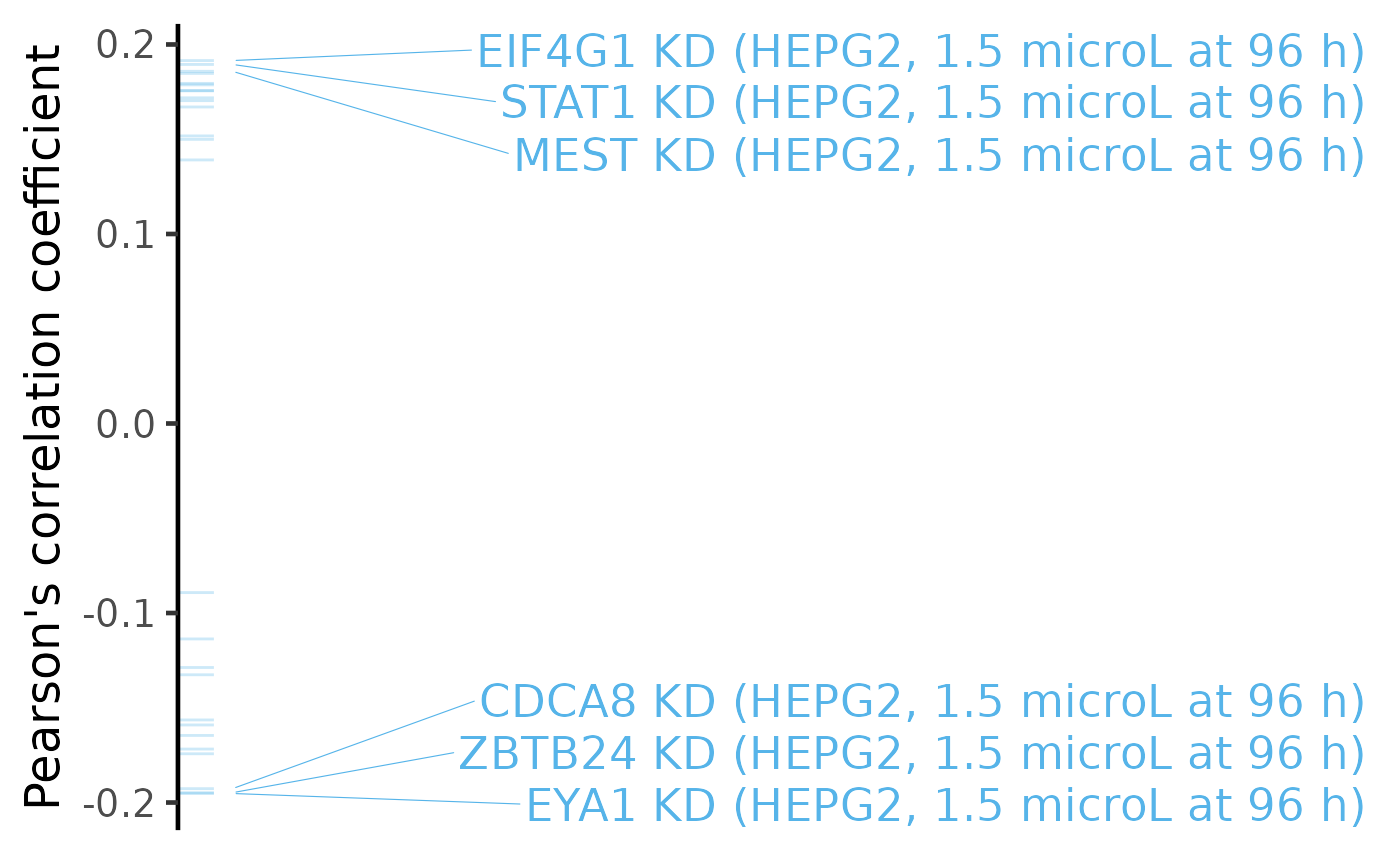 Pearson's correlation coefficient
0.2
0.1
0.0
-0.1
-0.2
EIF4G1 KD (HEPG2, 1.5 microL at 96 h)
STAT1 KD (HEPG2, 1.5 microL at 96 h)
MEST KD (HEPG2, 1.5 microL at 96 h)
CDCA8 KD (HEPG2, 1.5 microL at 96 h)
ZBTB24 KD (HEPG2, 1.5 microL at 96 h)
EYA1 KD (HEPG2, 1.5 microL at 96 h)